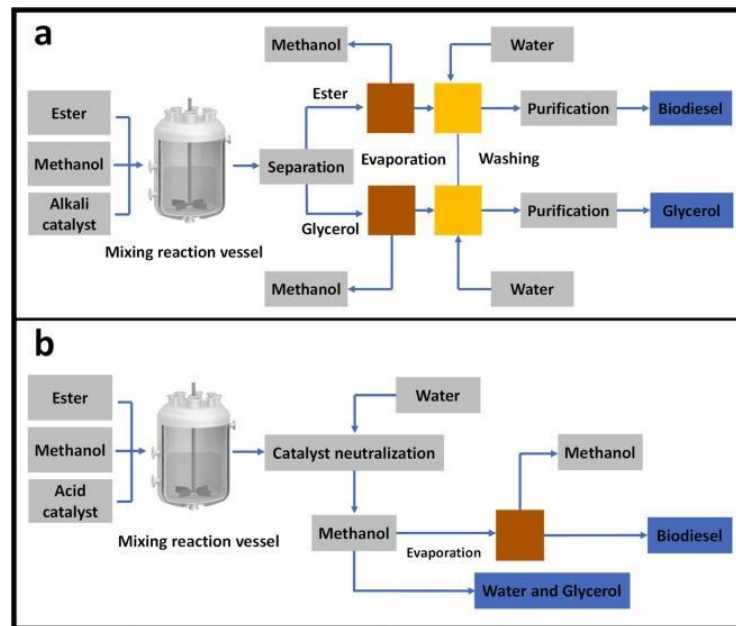 a
Methanol
Water
Ester
Ester
Purification
Biodiesel
Methanol
Separation
Evaporation
Washing
Alkali
catalyst
Glycerol
Purification
Glycerol
Mixing reaction vessel
Methanol
Water
b
Ester
Water
Methanol
Catalyst neutralization
Methanol
Acid
catalyst
Methanol
Evaporation
Biodiesel
Mixing reaction vessel
Water and Glycerol